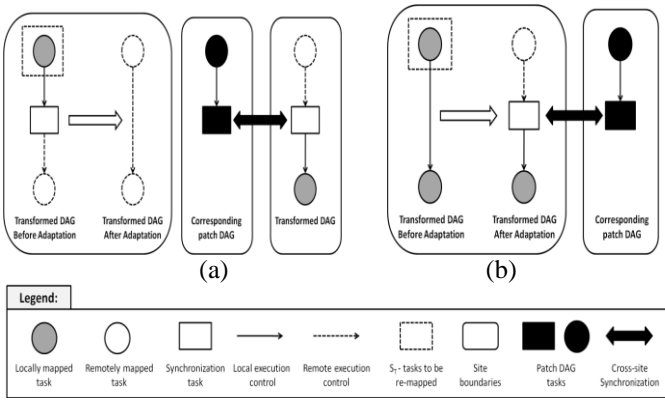 Transformed DAG
Before Adaptation
Transformed DAG
After Adaptation
Corresponding
patch DAG
Transformed DAG
(a)
Transformed DAG
Before Adaptation
Transformed DAG
After Adaptation
Corresponding
patch DAG
(b)
Legend:
Locally mapped
task
Remotely mapped
task
Synchronization
task
Local execution
control
Remote execution
control
S_T - tasks to be
re-mapped
Site
boundaries
Patch DAG
tasks
Cross-site
Synchronization